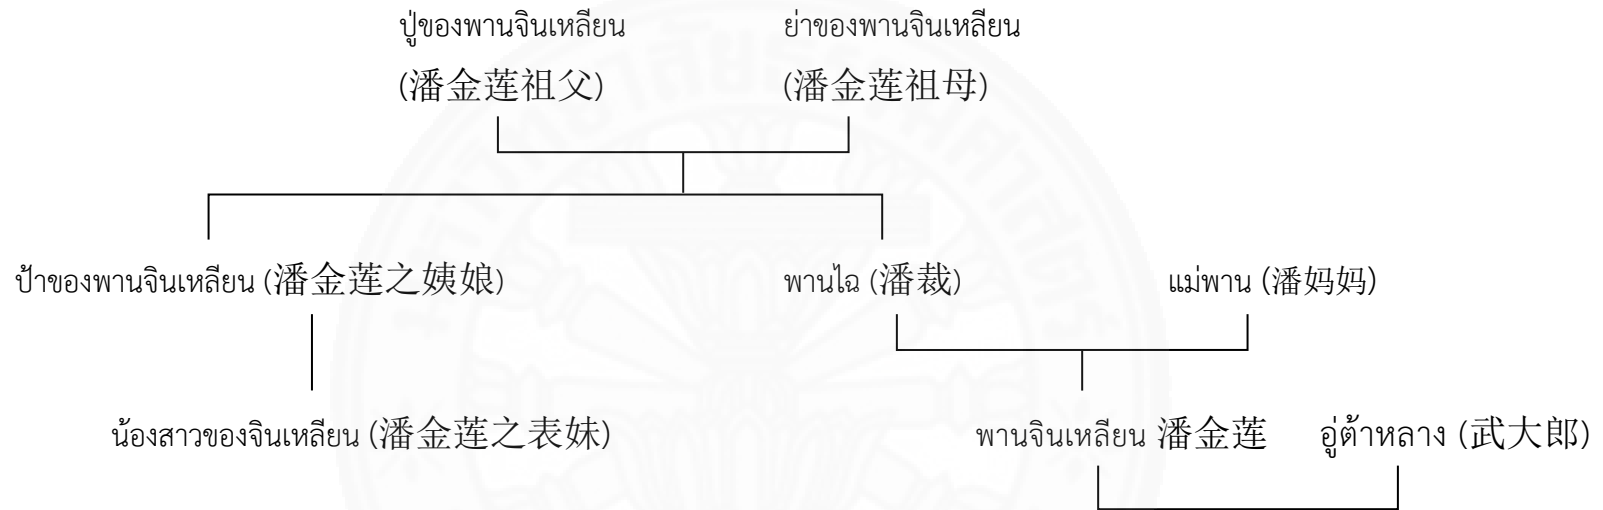 ปู่ของพานจินเหลียน ย่าของพานจินเหลียน
(潘金莲祖父) (潘金莲祖母)
ป้าของพานจินเหลียน (潘金莲之姨娘) พานไฉ (潘裁) แม่พาน (潘妈妈)
น้องสาวของจินเหลียน (潘金莲之表妹) พานจินเหลียน 潘金莲 อู่ต้าหลาง (武大郎)